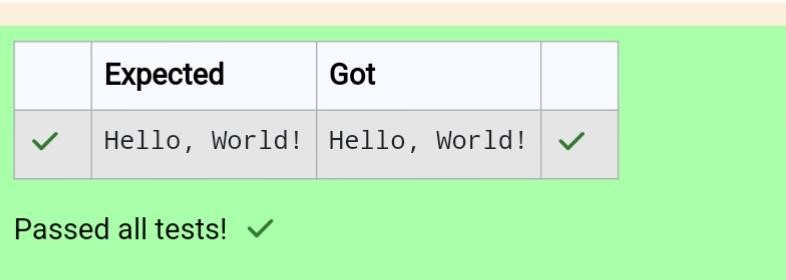 Expected Got
Hello, World! Hello, World!
Passed all tests!